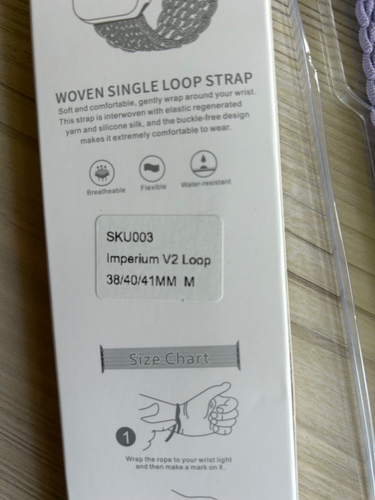 WOVEN SINGLE LOOP STRAP
Soft and comfortable, gently wrap around your wrist.
This strap is interwoven with elastic regenerated
yarn and silicone silk, and the buckle-free design
makes it extremely comfortable to wear.
Breatheable
Flexible
Water-resistant
SKU003
Imperium V2 Loop
38/40/41MM M
Size Chart
1
Wrap the rope to your wrist light
and then make a mark on it.